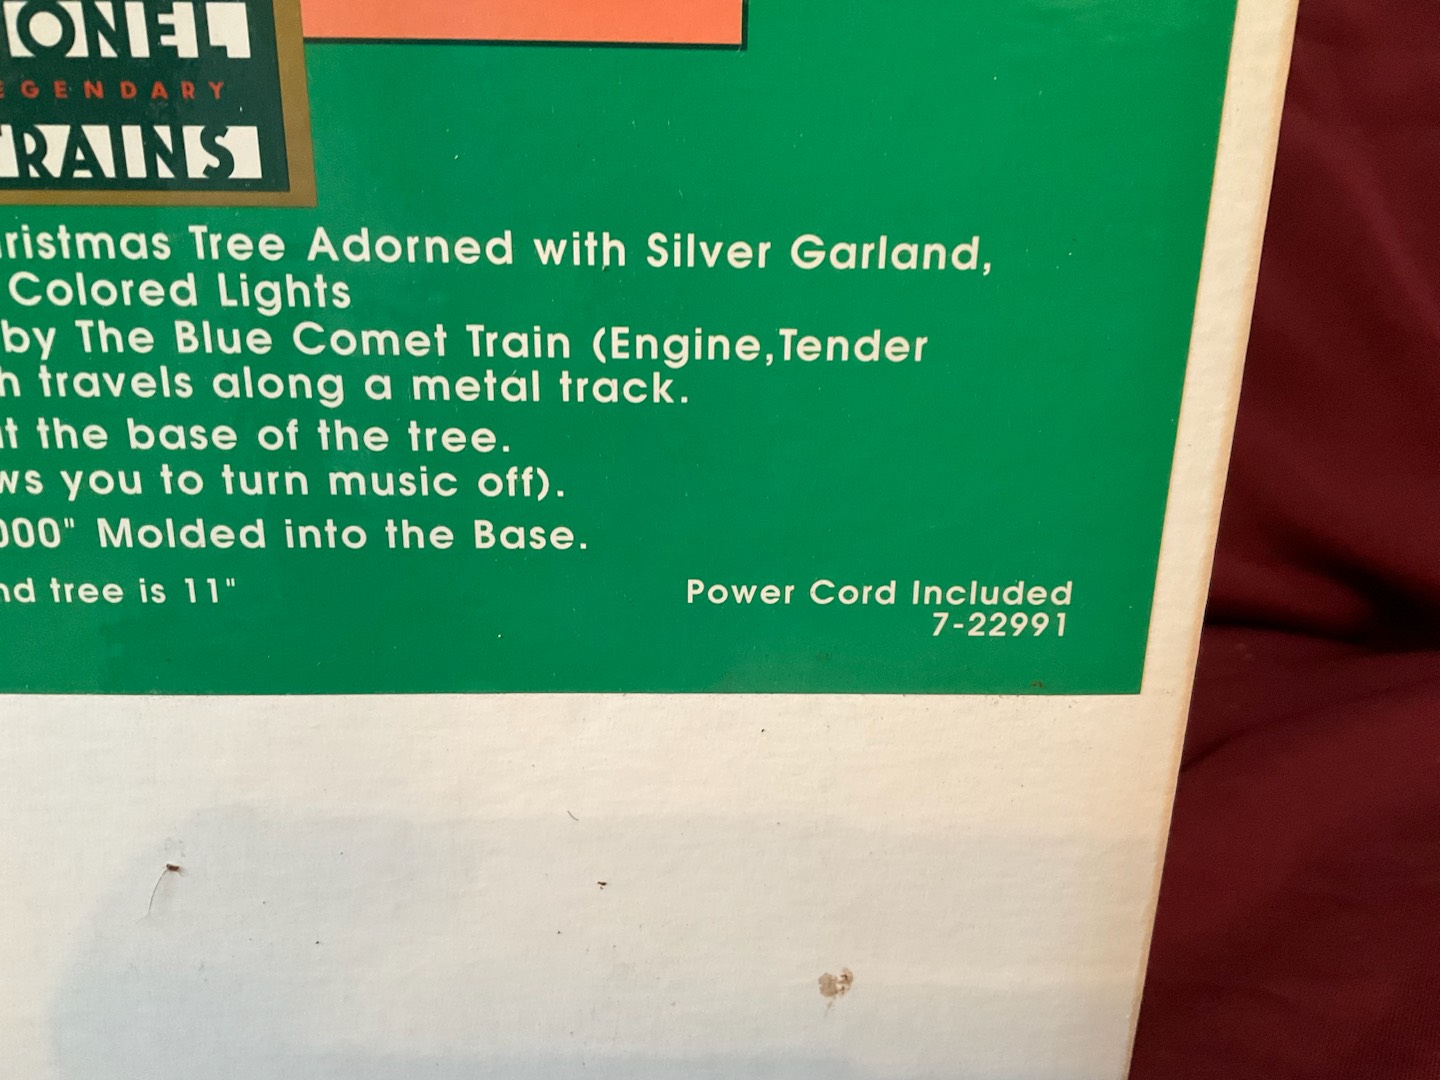 ONEL
EGENDARY
TRAINS
ristmas Tree Adorned with Silver Garland,
Colored Lights
by The Blue Comet Train (Engine,Tender
h travels along a metal track.
t the base of the tree.
ws you to turn music off).
000" Molded into the Base.
nd tree is 11"
Power Cord Included
7-22991